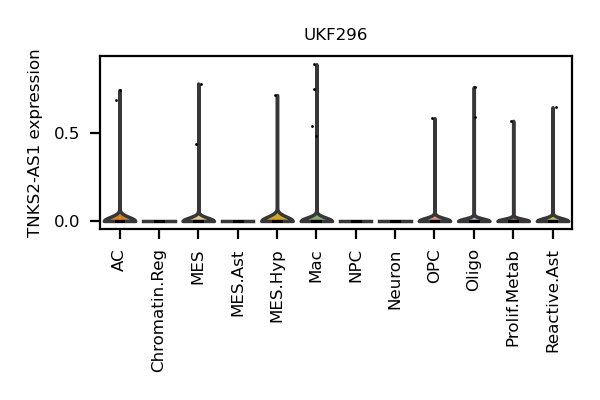 UKF296
TNKS2-AS1 expression
0.5
0.0
AC
Chromatin.Reg
MES
MES.Ast
MES.Hyp
Mac
NPC
Neuron
OPC
Oligo
Prolif.Metab
Reactive.Ast